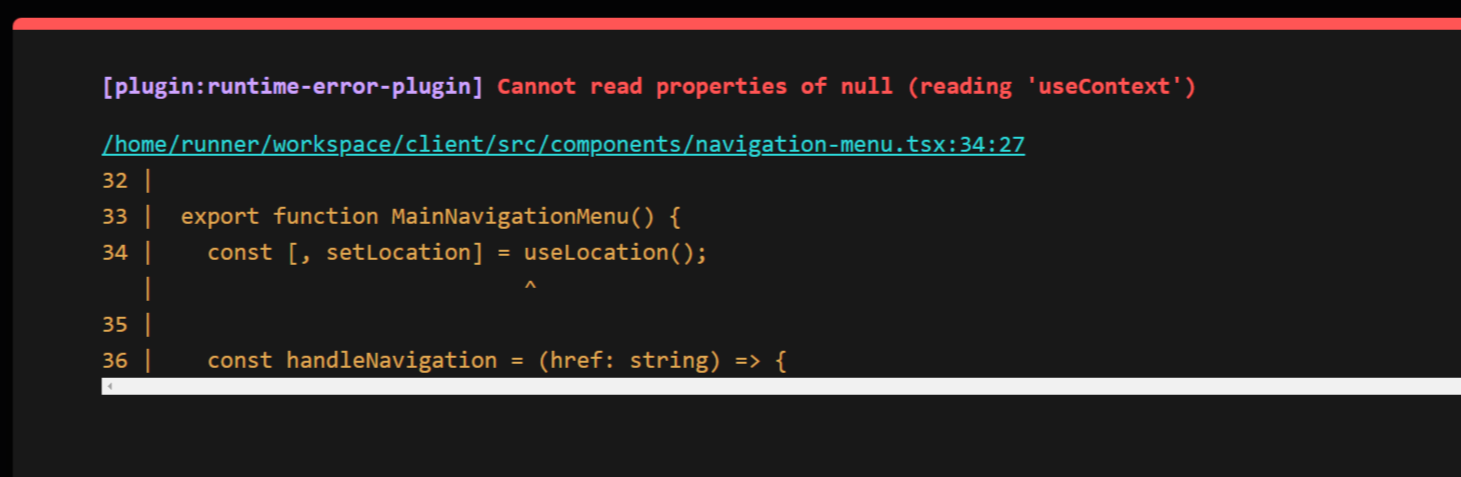 [plugin:runtime-error-plugin] Cannot read properties of null (reading 'useContext')
/home/runner/workspace/client/src/components/navigation-menu.tsx:34:27
32 |
33 |  export function MainNavigationMenu() {
34 |    const [, setLocation] = useLocation();
   |                            ^
35 |
36 |    const handleNavigation = (href: string) => {